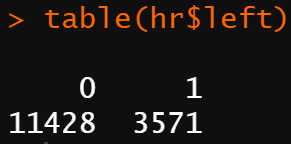 > table(hr$left)
0 1
11428 3571